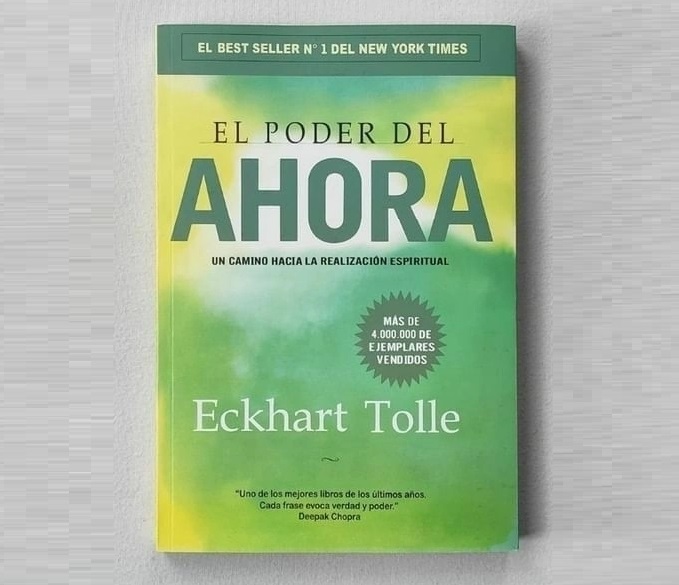 EL BEST SELLER N° 1 DEL NEW YORK TIMES
EL PODER DEL
AHORA
UN CAMINO HACIA LA REALIZACIÓN ESPIRITUAL
MÁS DE
4.000.000 DE
EJEMPLARES
VENDIDOS
Eckhart Tolle
"Uno de los mejores libros de los últimos años.
Cada frase evoca verdad y poder."
Deepak Chopra